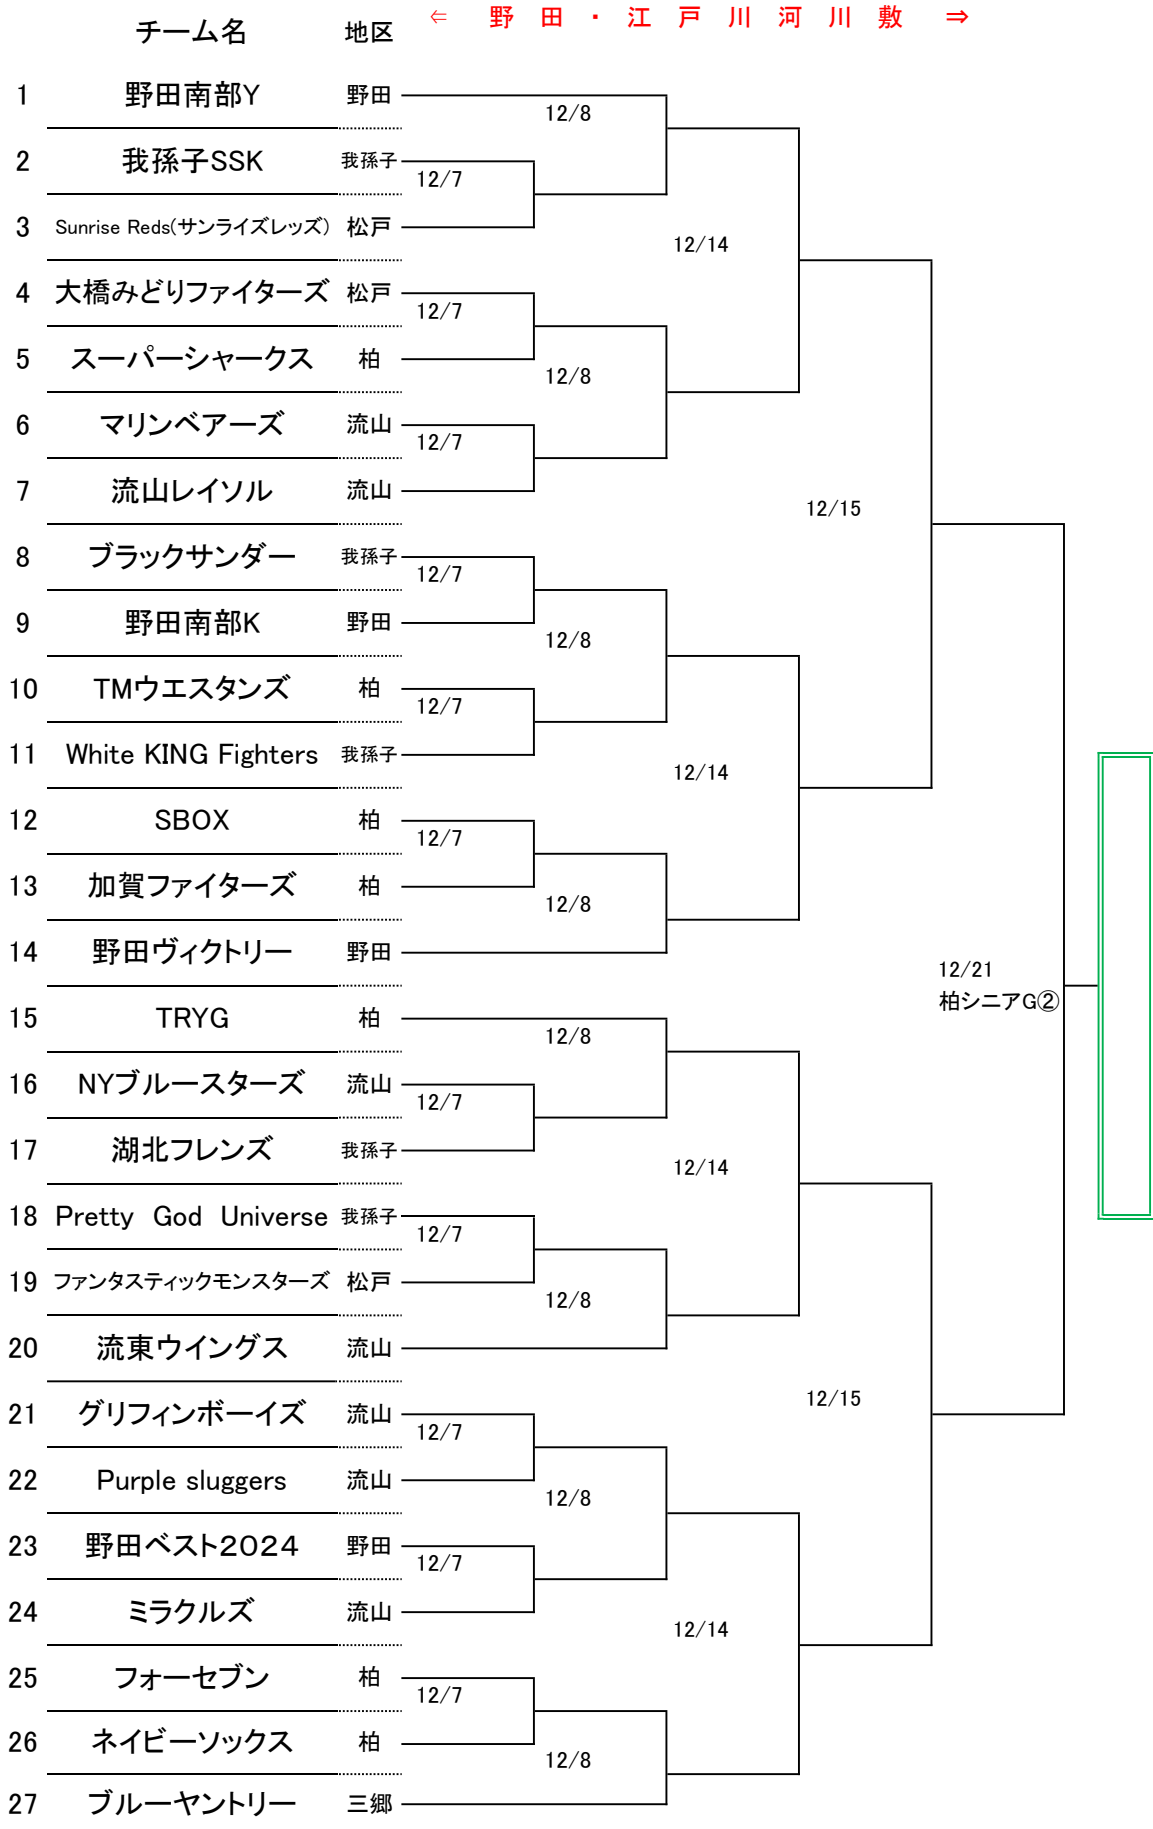 ⇐ 野田・江戸川河川敷 ⇒
チーム名 地区
1 野田南部Y 野田
12/8
2 我孫子SSK 我孫子
12/7
3 Sunrise Reds(サンライズレッズ) 松戸
12/14
4 大橋みどりファイターズ 松戸
12/7
5 スーパーシャークス 柏
12/8
6 マリンベアーズ 流山
12/7
7 流山レイソル 流山
12/15
8 ブラックサンダー 我孫子
12/7
9 野田南部K 野田
12/8
10 TMウエスタンズ 柏
12/7
11 White KING Fighters 我孫子
12/14
12 SBOX 柏
12/7
13 加賀ファイターズ 柏
12/8
14 野田ヴィクトリー 野田
12/21
柏シニアG②
15 TRYG 柏
12/8
16 NYブルースターズ 流山
12/7
17 湖北フレンズ 我孫子
12/14
18 Pretty God Universe 我孫子
12/7
19 ファンタスティックモンスターズ 松戸
12/8
20 流東ウイングス 流山
12/15
21 グリフィンボーイズ 流山
12/7
22 Purple sluggers 流山
12/8
23 野田ベスト2024 野田
12/7
24 ミラクルズ 流山
12/14
25 フォーセブン 柏
12/7
26 ネイビーソックス 柏
12/8
27 ブルーヤントリー 三郷